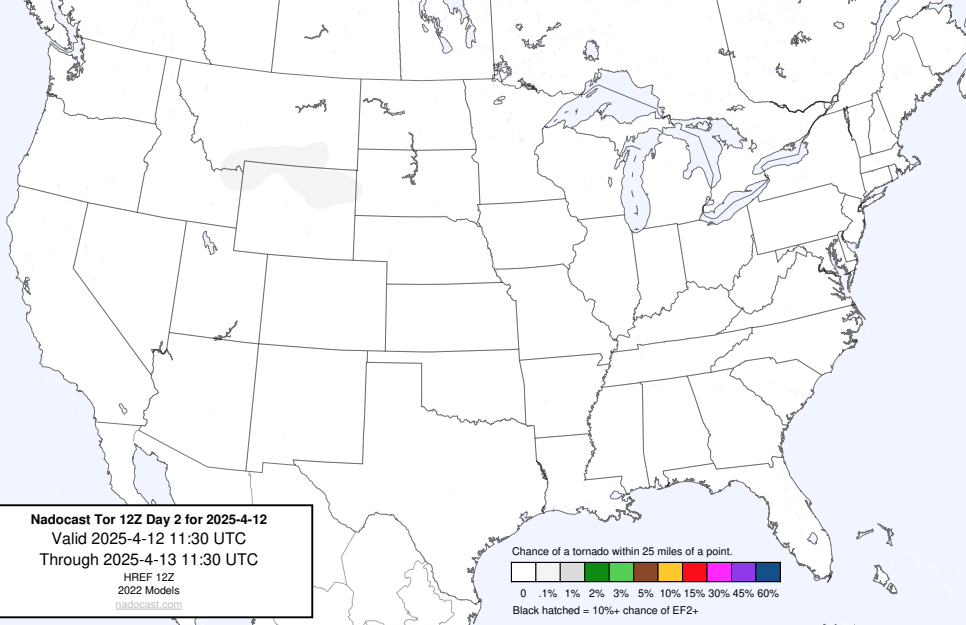 Nadocast Tor 12Z Day 2 for 2025-4-12
Valid 2025-4-12 11:30 UTC
Through 2025-4-13 11:30 UTC
HREF 12Z
2022 Models
nadocast.com
Chance of a tornado within 25 miles of a point.
0 .1% 1% 2% 3% 5% 10% 15% 30% 45% 60%
Black hatched = 10%+ chance of EF2+